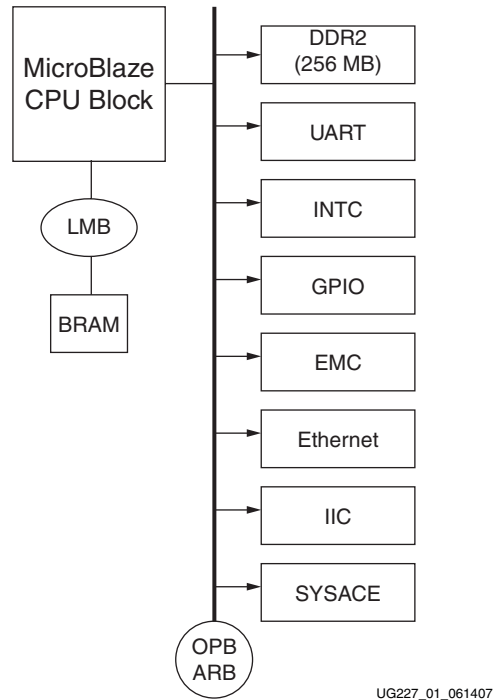 MicroBlaze
CPU Block
LMB
BRAM
DDR2
(256 MB)
UART
INTC
GPIO
EMC
Ethernet
IIC
SYSACE
OPB
ARB
UG227_01_061407